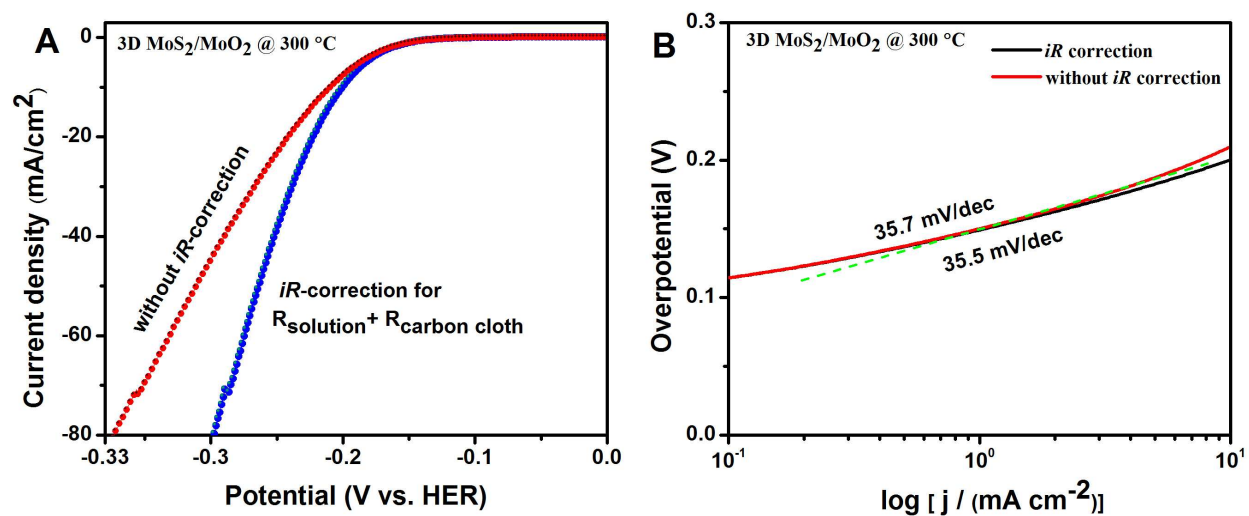 A
3D MoS2/MoO2 @ 300 °C
0
-20
-40
-60
-80
Current density (mA/cm2)
without iR-correction
iR-correction for
Rsolution+ Rcarbon cloth
-0.33
-0.3
-0.2
-0.1
0.0
Potential (V vs. HER)
B
3D MoS2/MoO2 @ 300 °C
iR correction
without iR correction
0.3
0.2
0.1
0.0
Overpotential (V)
35.7 mV/dec
35.5 mV/dec
10-1
100
101
log [ j / (mA cm-2)]